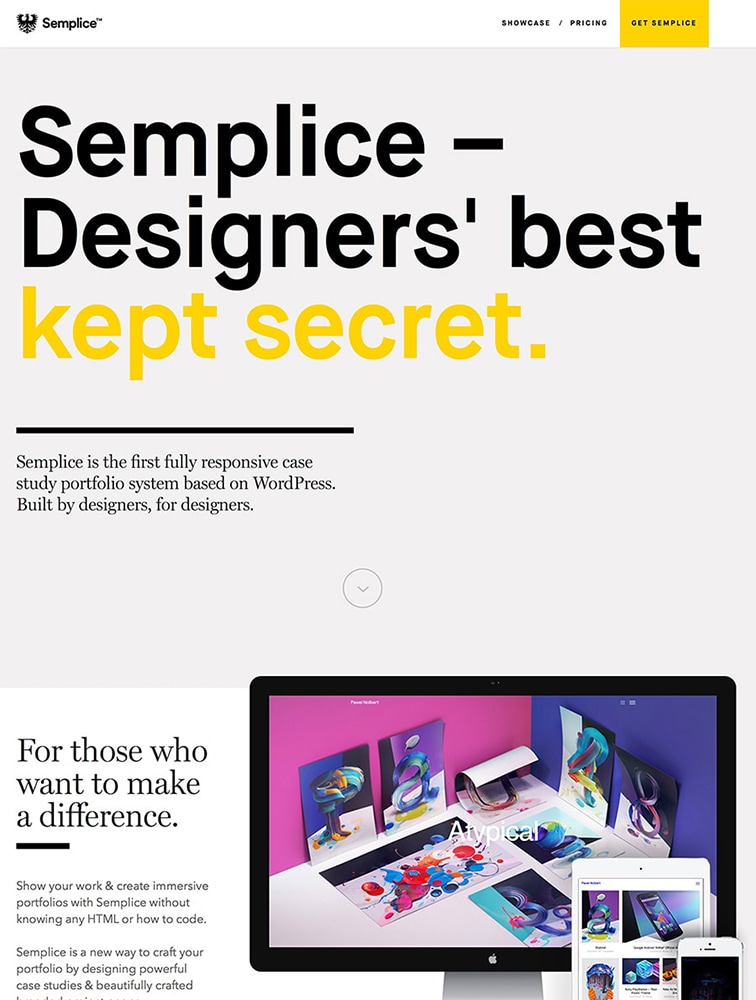 Semplice™
SHOWCASE / PRICING
GET SEMPLICE
Semplice –
Designers' best
kept secret.
Semplice is the first fully responsive case
study portfolio system based on WordPress.
Built by designers, for designers.
For those who
want to make
a difference.
Show your work & create immersive
portfolios with Semplice without
knowing any HTML or how to code.
Semplice is a new way to craft your
portfolio by designing powerful
case studies & beautifully crafted
Pawel Nolbert
Atypical
Pawel Nolbert